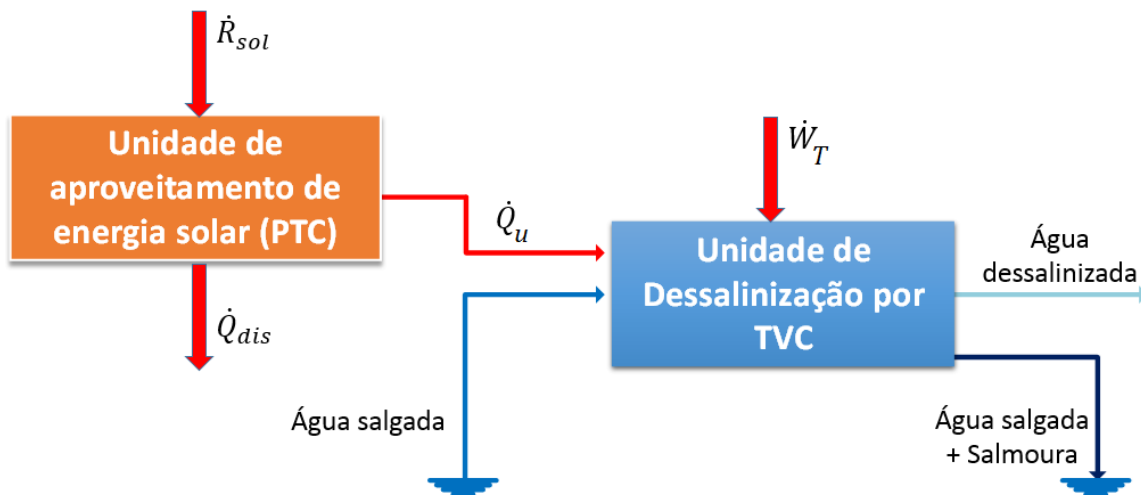 Ṙsol
Unidade de
aproveitamento de
energia solar (PTC)
Q̇dis
Q̇u
ẆT
Unidade de
Dessalinização por
TVC
Água
dessalinizada
Água salgada
Água salgada
+ Salmoura